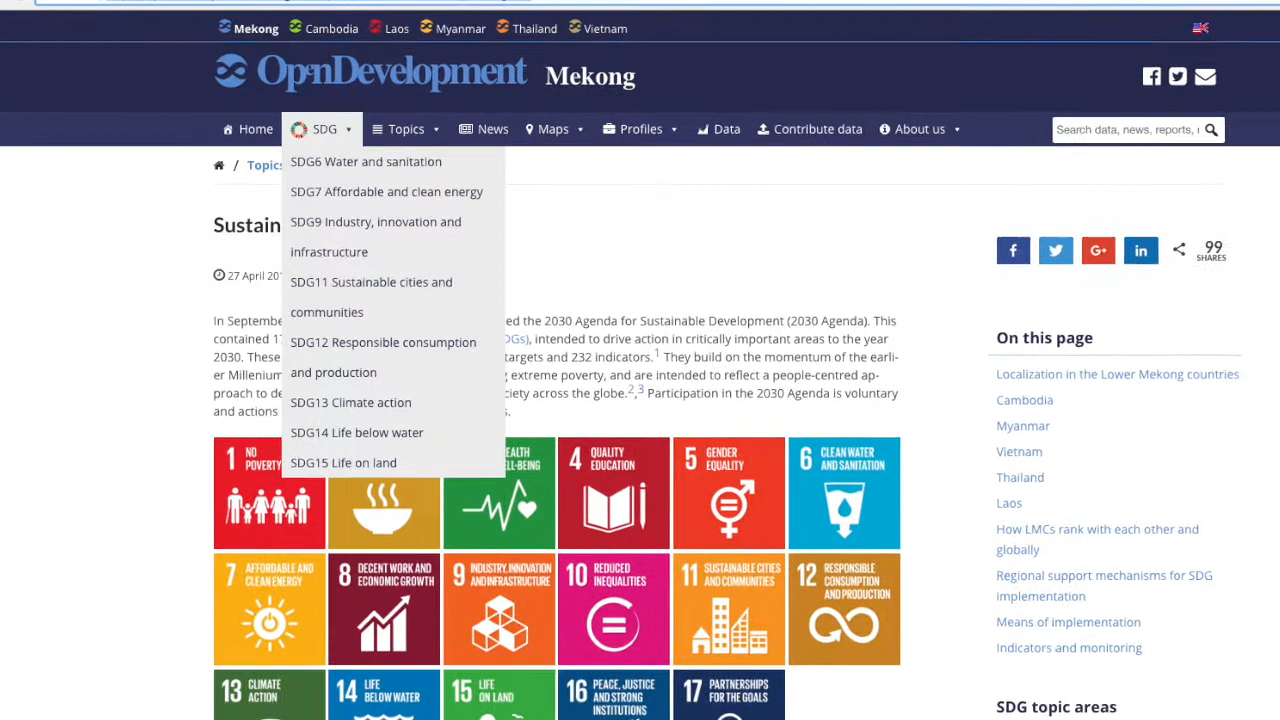 Mekong Cambodia Laos Myanmar Thailand Vietnam
OpenDevelopment Mekong
Home SDG Topics News Maps Profiles Data Contribute data About us
Search data, news, reports,
/ Topics
SDG6 Water and sanitation
SDG7 Affordable and clean energy
SDG9 Industry, innovation and
infrastructure
SDG11 Sustainable cities and
communities
SDG12 Responsible consumption
and production
SDG13 Climate action
SDG14 Life below water
SDG15 Life on land
Sustain
27 April 201
In Septembe ed the 2030 Agenda for Sustainable Development (2030 Agenda). This
contained 17 DGs), intended to drive action in critically important areas to the year
2030. These targets and 232 indicators.1 They build on the momentum of the earli-
er Millenium g extreme poverty, and are intended to reflect a people-centred ap-
proach to de ciety across the globe.2,3 Participation in the 2030 Agenda is voluntary
and actions s.
99
SHARES
On this page
Localization in the Lower Mekong countries
Cambodia
Myanmar
Vietnam
Thailand
Laos
How LMCs rank with each other and
globally
Regional support mechanisms for SDG
implementation
Means of implementation
Indicators and monitoring
SDG topic areas
1 NO
POVERTY
EALTH
LL-BEING
4 QUALITY
EDUCATION
5 GENDER
EQUALITY
6 CLEAN WATER
AND SANITATION
7 AFFORDABLE AND
CLEAN ENERGY
8 DECENT WORK AND
ECONOMIC GROWTH
9 INDUSTRY, INNOVATION
AND INFRASTRUCTURE
10 REDUCED
INEQUALITIES
11 SUSTAINABLE CITIES
AND COMMUNITIES
12 RESPONSIBLE
CONSUMPTION
AND PRODUCTION
13 CLIMATE
ACTION
14 LIFE
BELOW WATER
15 LIFE
ON LAND
16 PEACE, JUSTICE
AND STRONG
INSTITUTIONS
17 PARTNERSHIPS
FOR THE GOALS